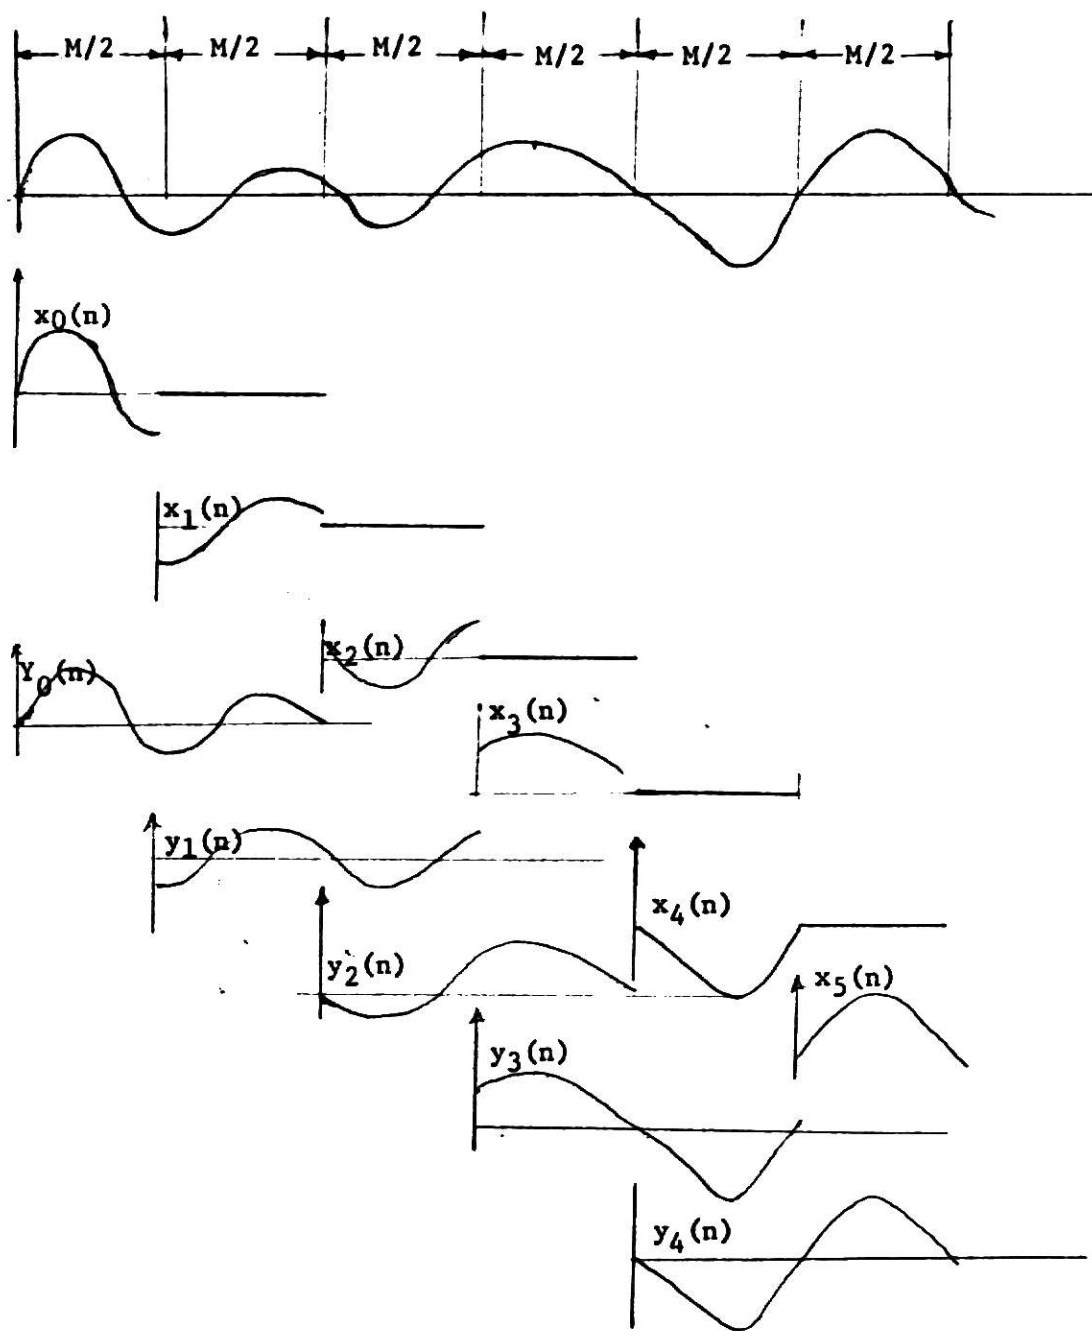 M/2 M/2 M/2 M/2 M/2 M/2
x0(n)
x1(n)
x2(n)
Y0(n)
x3(n)
y1(n)
x4(n)
y2(n)
x5(n)
y3(n)
y4(n)